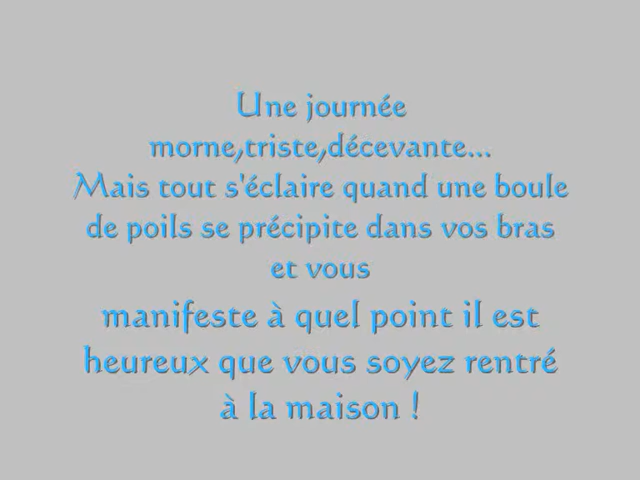 Une journée
morne,triste,décevante...
Mais tout s'éclaire quand une boule
de poils se précipite dans vos bras
et vous
manifeste à quel point il est
heureux que vous soyez rentré
à la maison !